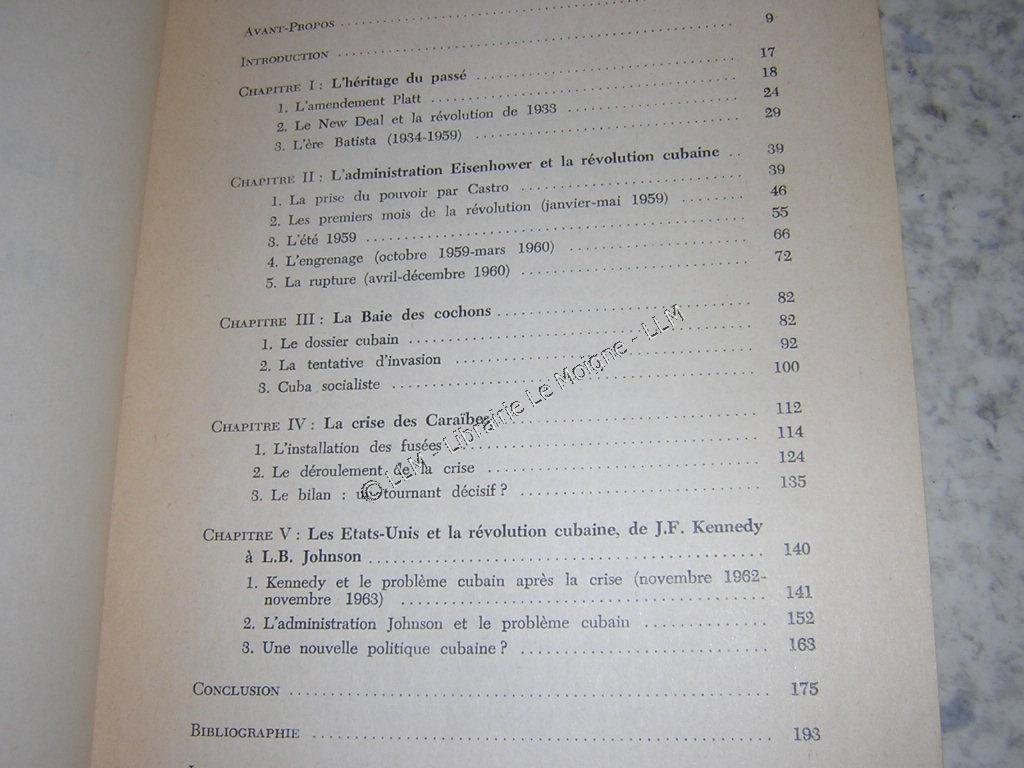 AVANT-PROPOS ........................
INTRODUCTION ........................ 9
CHAPITRE I : L'héritage du passé ........................ 17
1. L'amendement Platt ........................ 18
2. Le New Deal et la révolution de 1933 ........................ 24
3. L'ère Batista (1934-1959) ........................ 29
CHAPITRE II : L'administration Eisenhower et la révolution cubaine .. 39
1. La prise du pouvoir par Castro ........................ 39
2. Les premiers mois de la révolution (janvier-mai 1959) ........ 46
3. L'été 1959 ........................ 55
4. L'engrenage (octobre 1959-mars 1960) ........................ 66
5. La rupture (avril-décembre 1960) ........................ 72
CHAPITRE III : La Baie des cochons ........................ 82
1. Le dossier cubain ........................ 82
2. La tentative d'invasion ........................ 92
3. Cuba socialiste ........................ 100
CHAPITRE IV : La crise des Caraïbes ........................ 112
1. L'installation des fusées ........................ 114
2. Le déroulement de la crise ........................ 124
3. Le bilan : un tournant décisif ? ........................ 135
CHAPITRE V : Les Etats-Unis et la révolution cubaine, de J.F. Kennedy
à L.B. Johnson ........................ 140
1. Kennedy et le problème cubain après la crise (novembre 1962-
novembre 1963) ........................ 141
2. L'administration Johnson et le problème cubain ............ 152
3. Une nouvelle politique cubaine ? ........................ 163
CONCLUSION ........................ 175
BIBLIOGRAPHIE ........................ 193
© LLM - Librairie Le Moigne - LLM